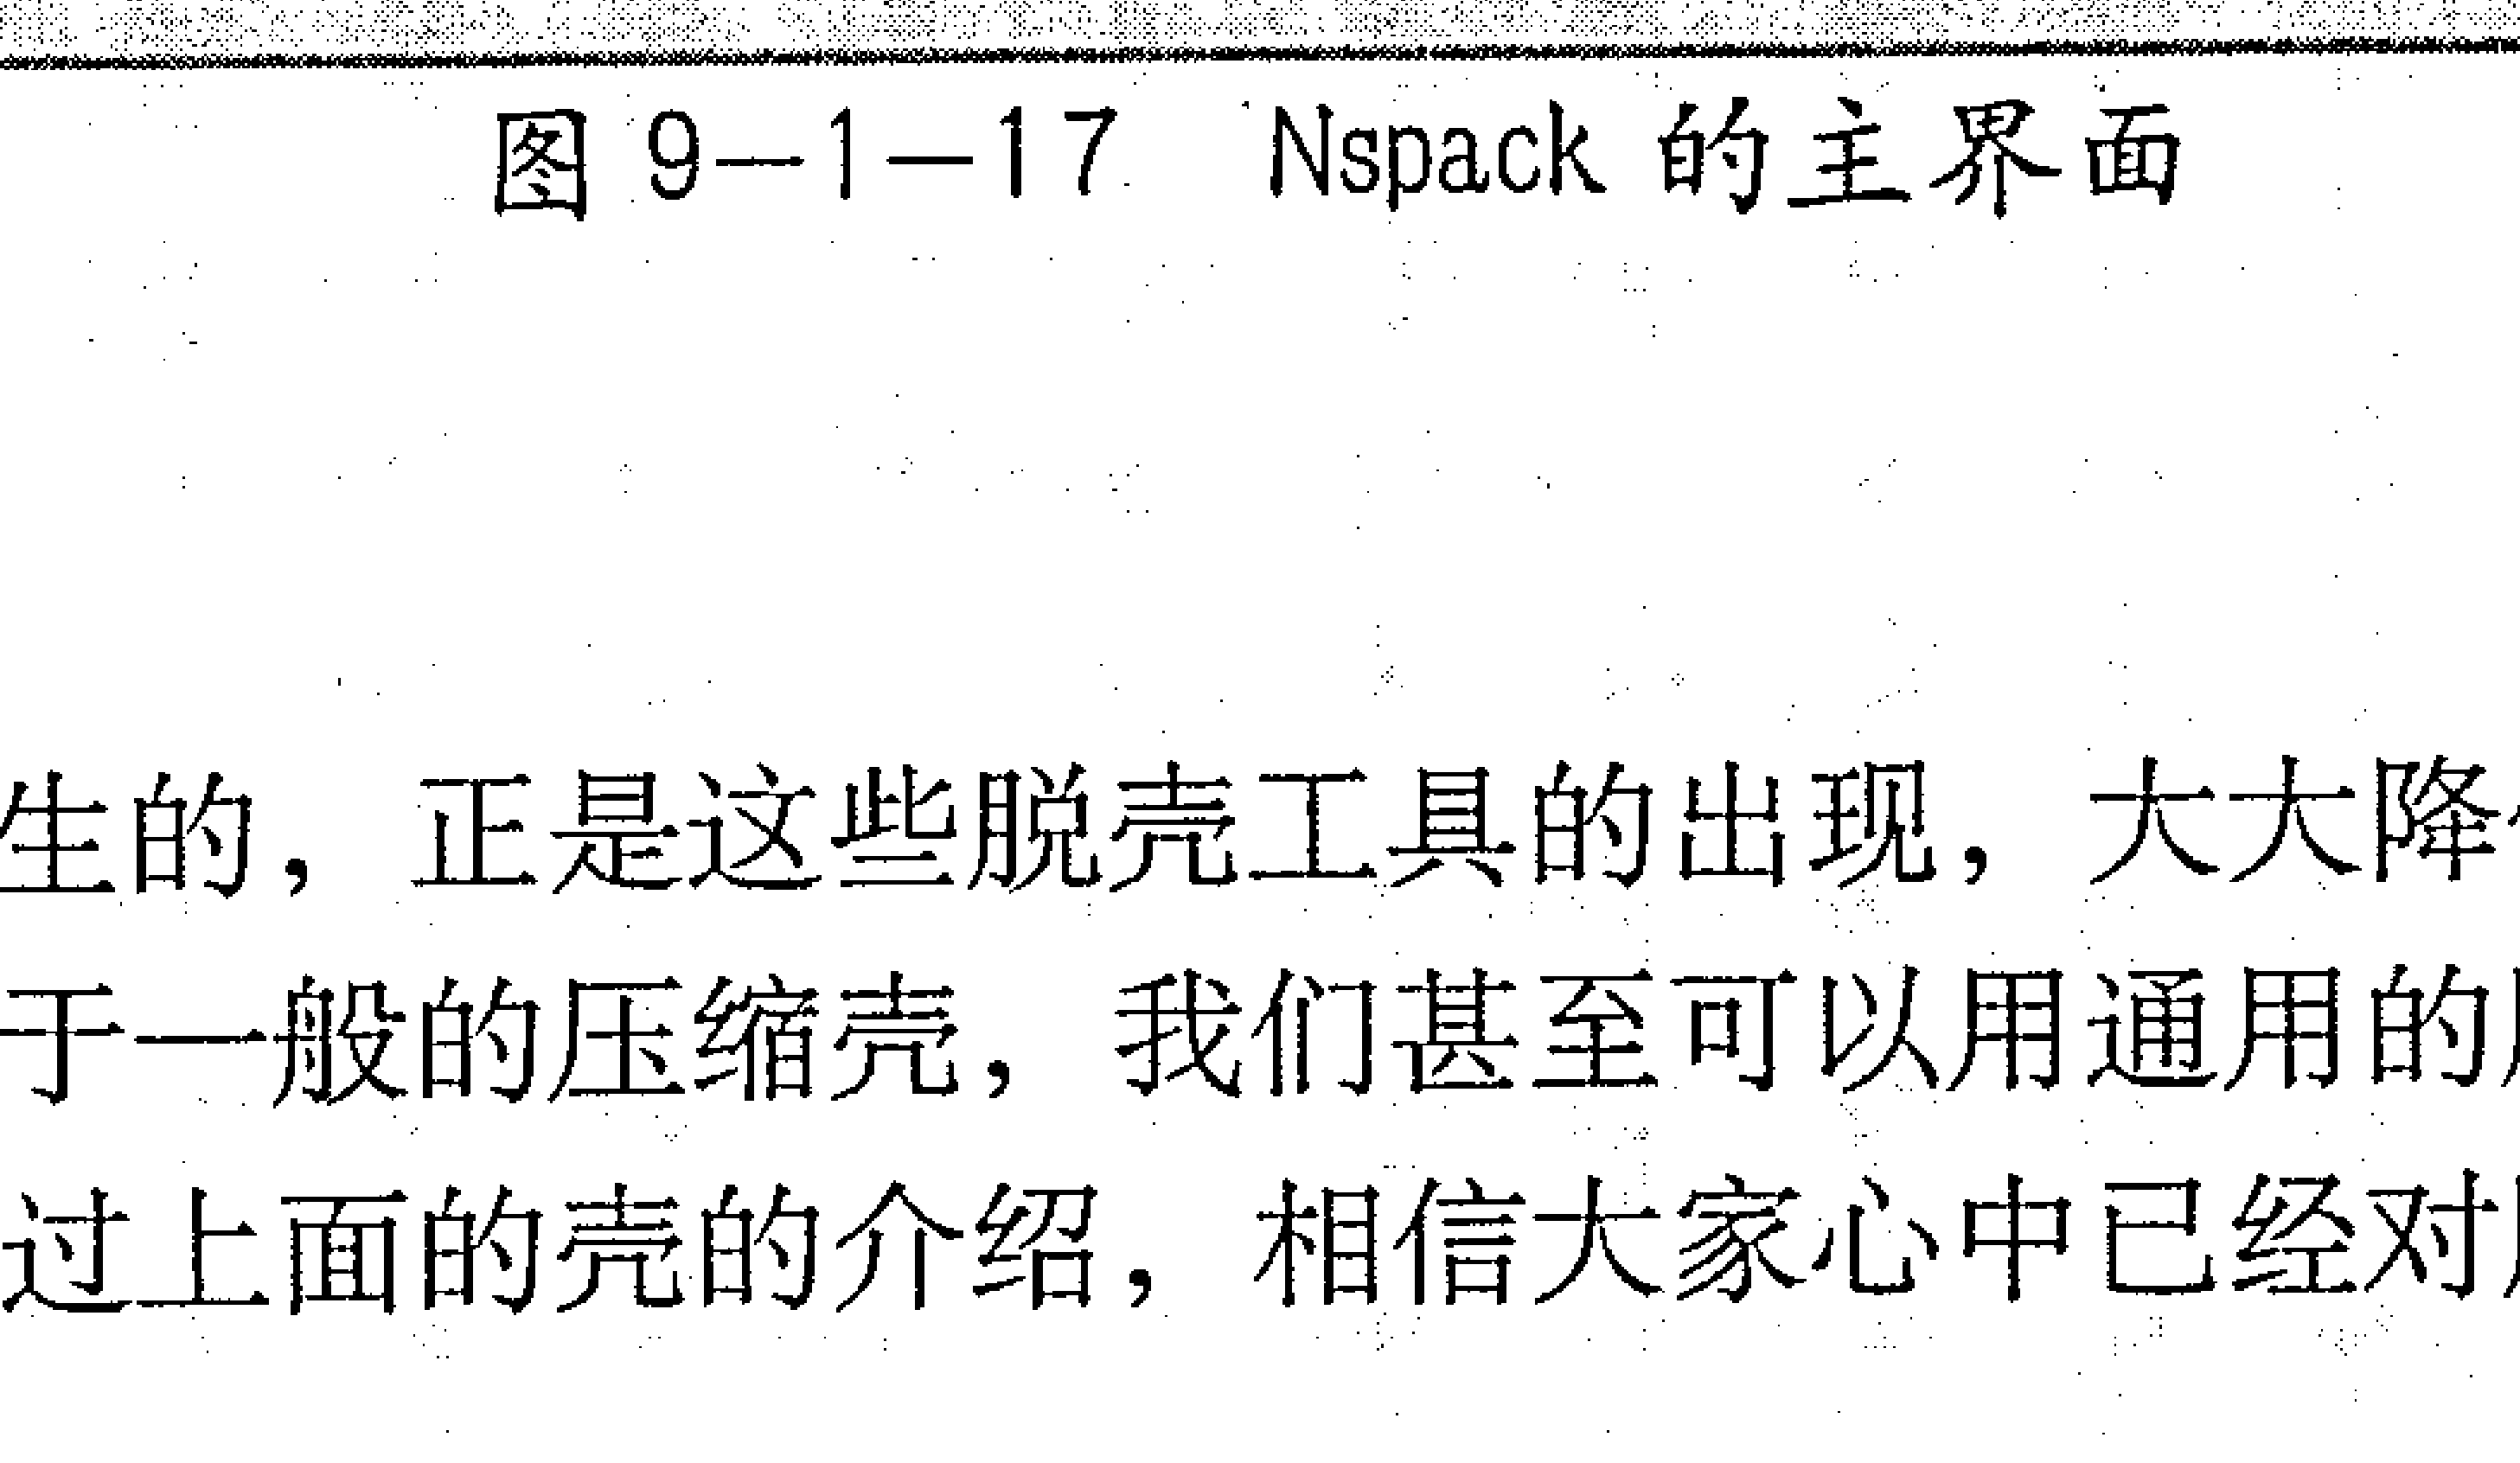 图 9-1-17 Nspack 的主界面
生的，正是这些脱壳工具的出现，大大降
于一般的压缩壳，我们甚至可以用通用的
过上面的壳的介绍，相信大家心中已经对